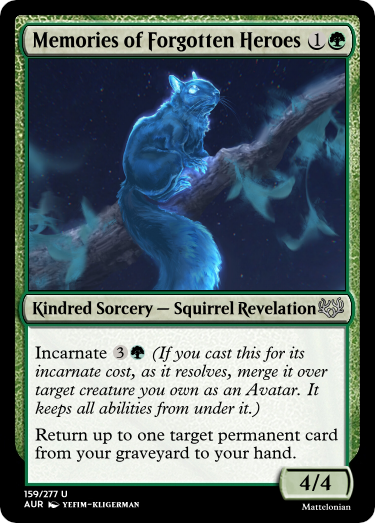 Memories of Forgotten Heroes 1
Kindred Sorcery — Squirrel Revelation
Incarnate 3 (If you cast this for its
incarnate cost, as it resolves, merge it over
target creature you own as an Avatar. It
keeps all abilities from under it.)
Return up to one target permanent card
from your graveyard to your hand.
4/4
159/277 U
AUR YEFIM-KLIGERMAN
Mattelonian